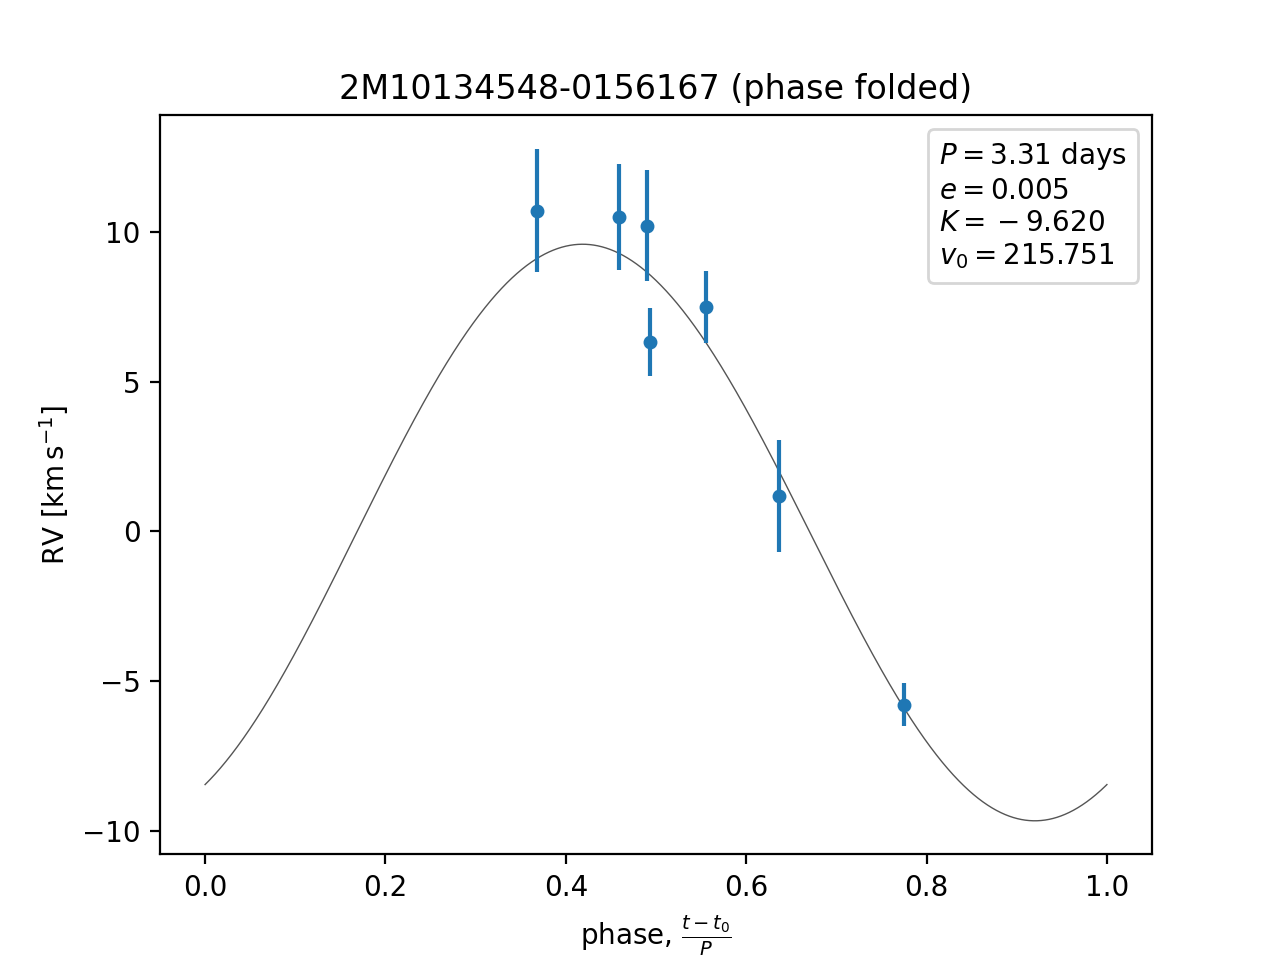 2M10134548-0156167 (phase folded)
P = 3.31 days
e = 0.005
K = −9.620
v₀ = 215.751
10
5
0
−5
−10
RV [km s⁻¹]
0.0 0.2 0.4 0.6 0.8 1.0
phase, (t − t₀)/P